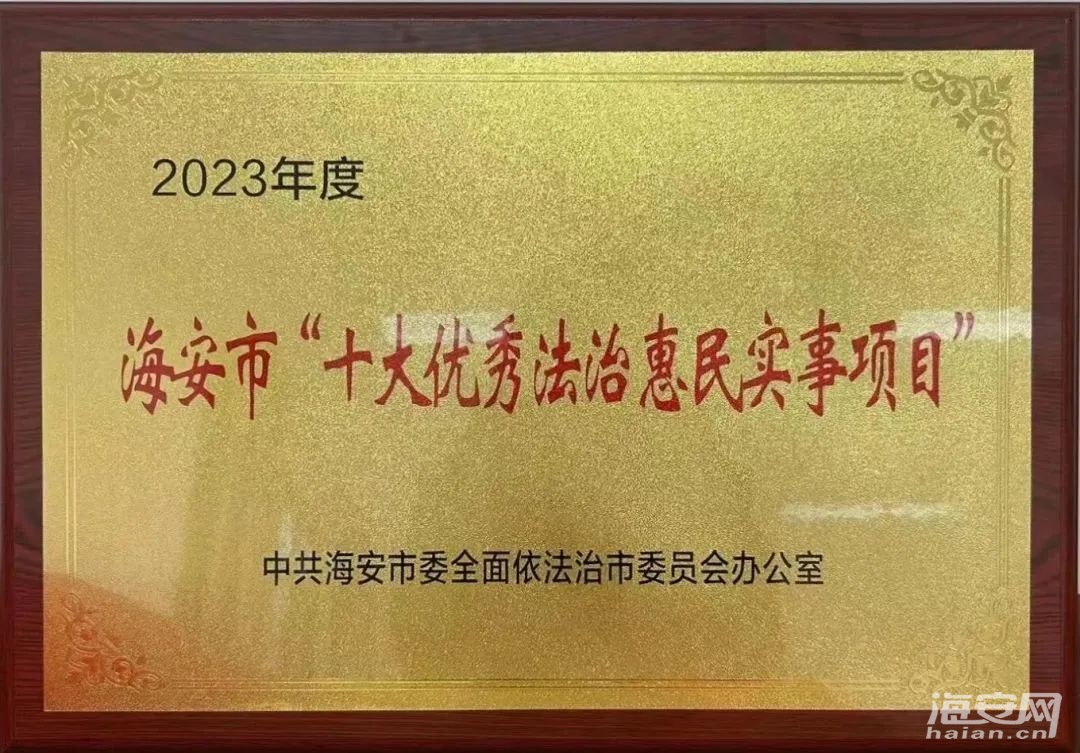 2023年度
海安市“十大优秀法治惠民实事项目”
中共海安市委全面依法治市委员会办公室
海安网
haian.cn